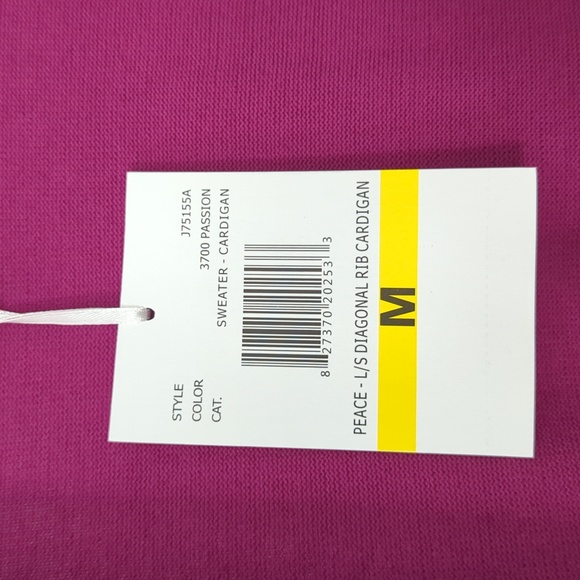 STYLE J75155A
COLOR 3700 PASSION
CAT. SWEATER - CARDIGAN
8 27370 20253 3
PEACE - L/S DIAGONAL RIB CARDIGAN
M